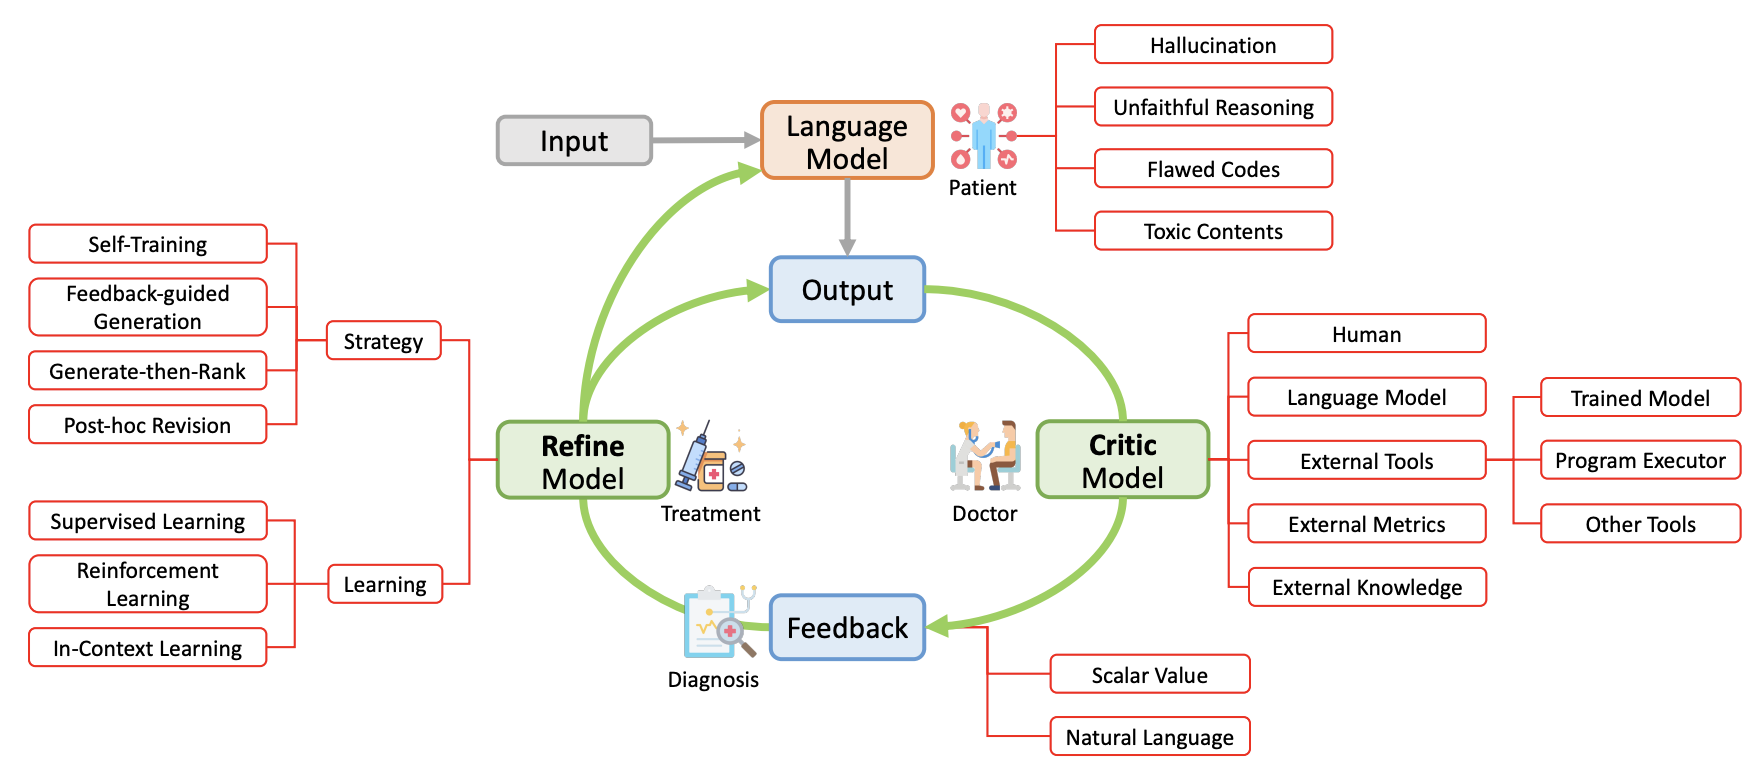 Hallucination
Unfaithful Reasoning
Flawed Codes
Toxic Contents
Input
Language
Model
Patient
Output
Self-Training
Feedback-guided
Generation
Generate-then-Rank
Post-hoc Revision
Strategy
Supervised Learning
Reinforcement
Learning
In-Context Learning
Learning
Refine
Model
Treatment
Doctor
Critic
Model
Human
Language Model
External Tools
External Metrics
External Knowledge
Trained Model
Program Executor
Other Tools
Diagnosis
Feedback
Scalar Value
Natural Language